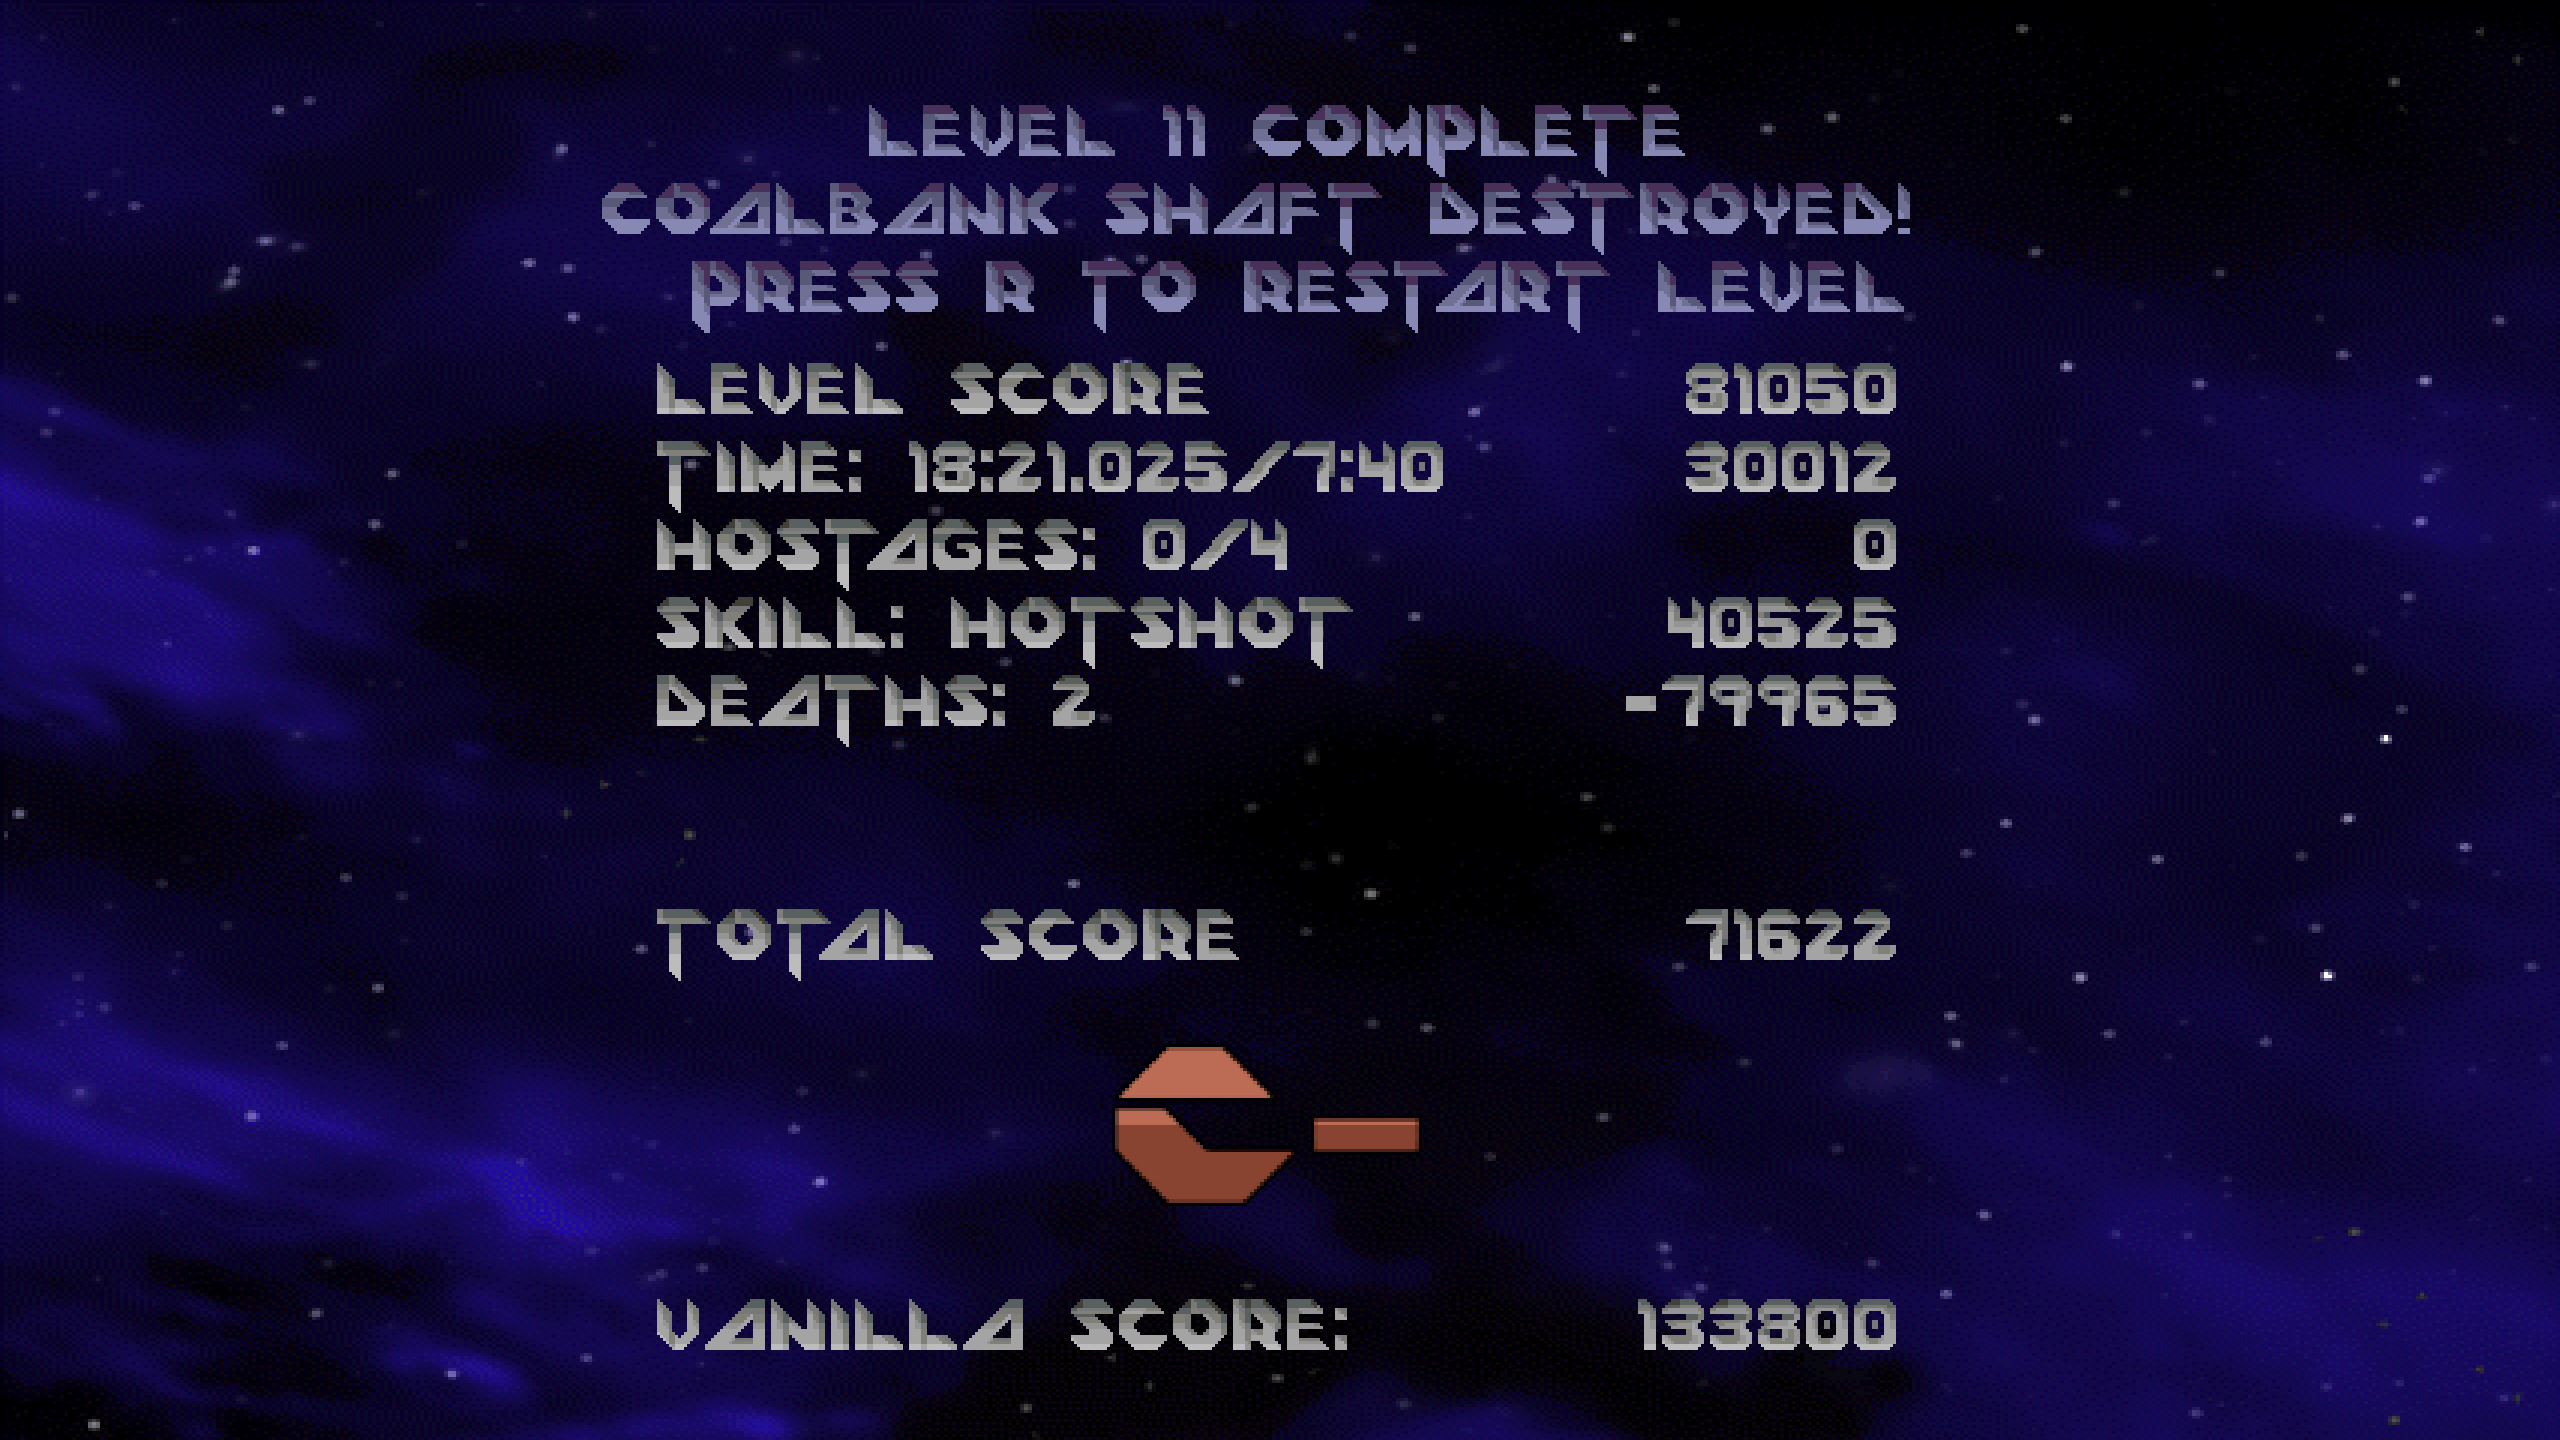 LEVEL 11 COMPLETE
COALBANK SHAFT DESTROYED!
PRESS R TO RESTART LEVEL
LEVEL SCORE 81050
TIME: 18:21.025/7:40 30012
HOSTAGES: 0/4 0
SKILL: HOTSHOT 40525
DEATHS: 2 -79965
TOTAL SCORE 71622
C-
VANILLA SCORE: 133800